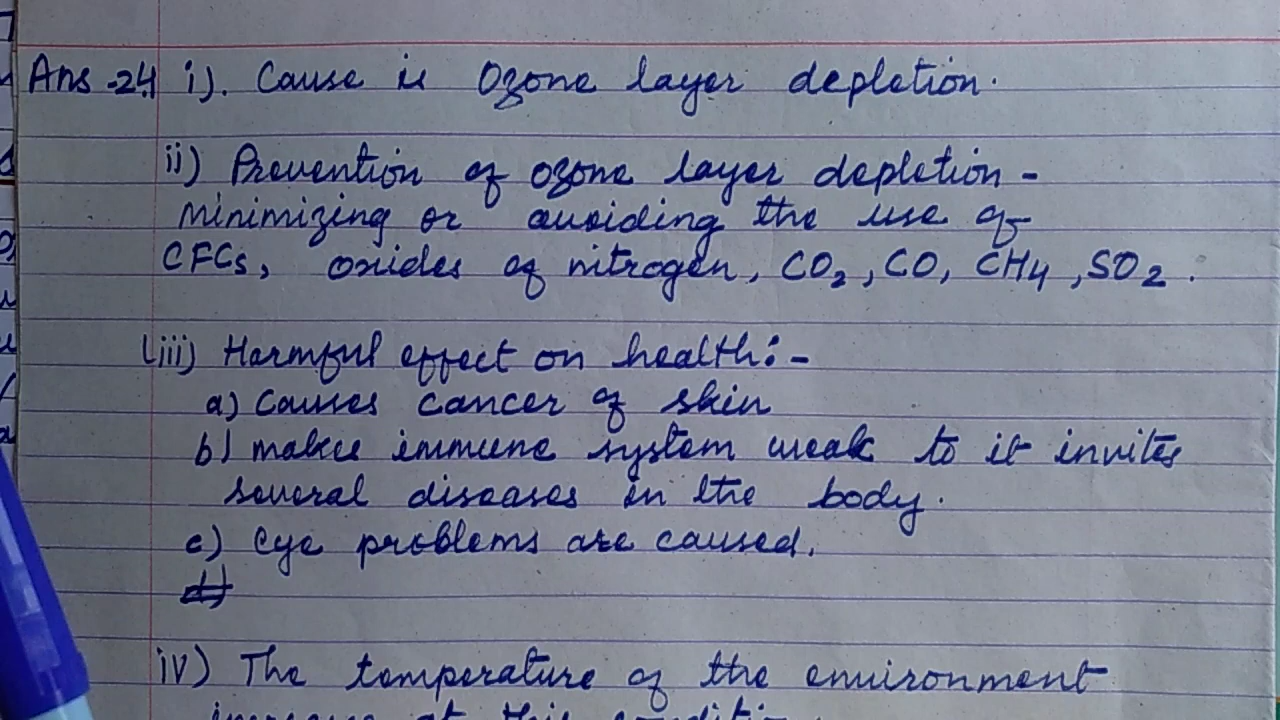 Ans-24 i). Cause is Ozone layer depletion.
ii) Prevention of ozone layer depletion -
Minimizing or avoiding the use of
CFCs, oxides of nitrogen, CO2, CO, CH4, SO2.
(iii) Harmful effect on health:-
a) Causes cancer of skin
b) makes immune system weak to it invites
several diseases in the body.
c) Eye problems are caused.
iv) The temperature of the environment
at this